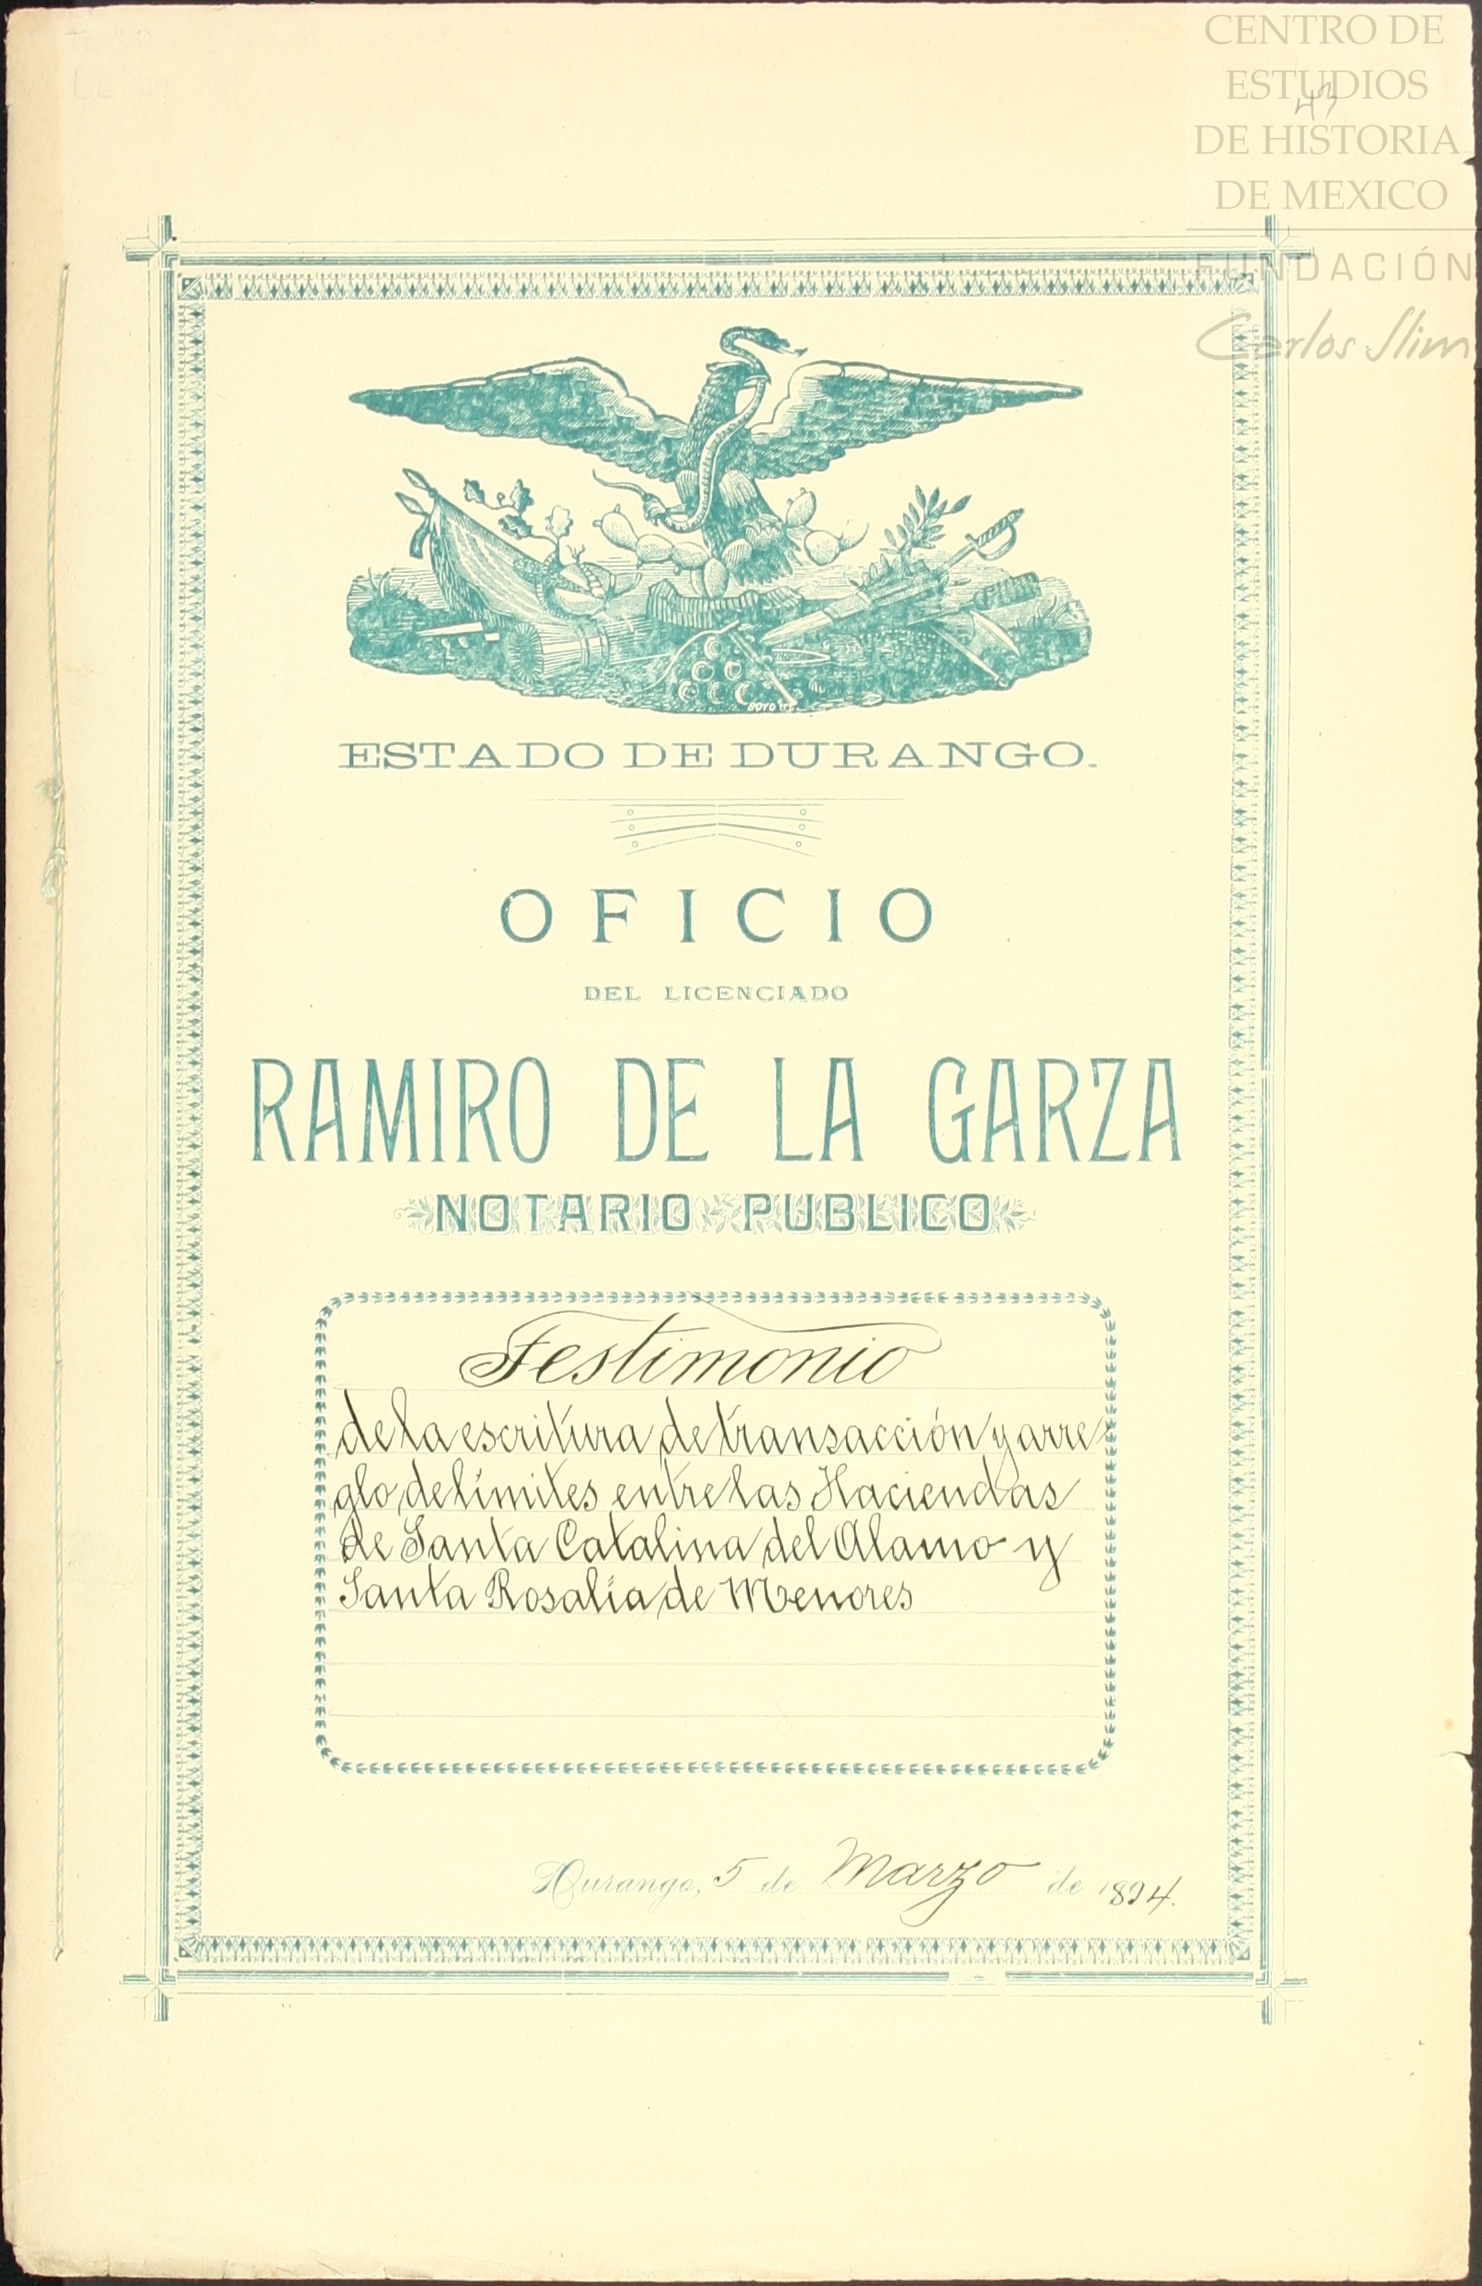 CENTRO DE
ESTUDIOS
43
DE HISTORIA
DE MEXICO
FUNDACIÓN
Carlos Slim
ESTADO DE DURANGO.
OFICIO
DEL LICENCIADO
RAMIRO DE LA GARZA
NOTARIO PUBLICO
Testimonio
de la escritura de transacción y arre-
glo de límites entre las Haciendas
de Santa Catalina del Alamo y
Santa Rosalía de Menores
Durango, 5 de Marzo de 1894.